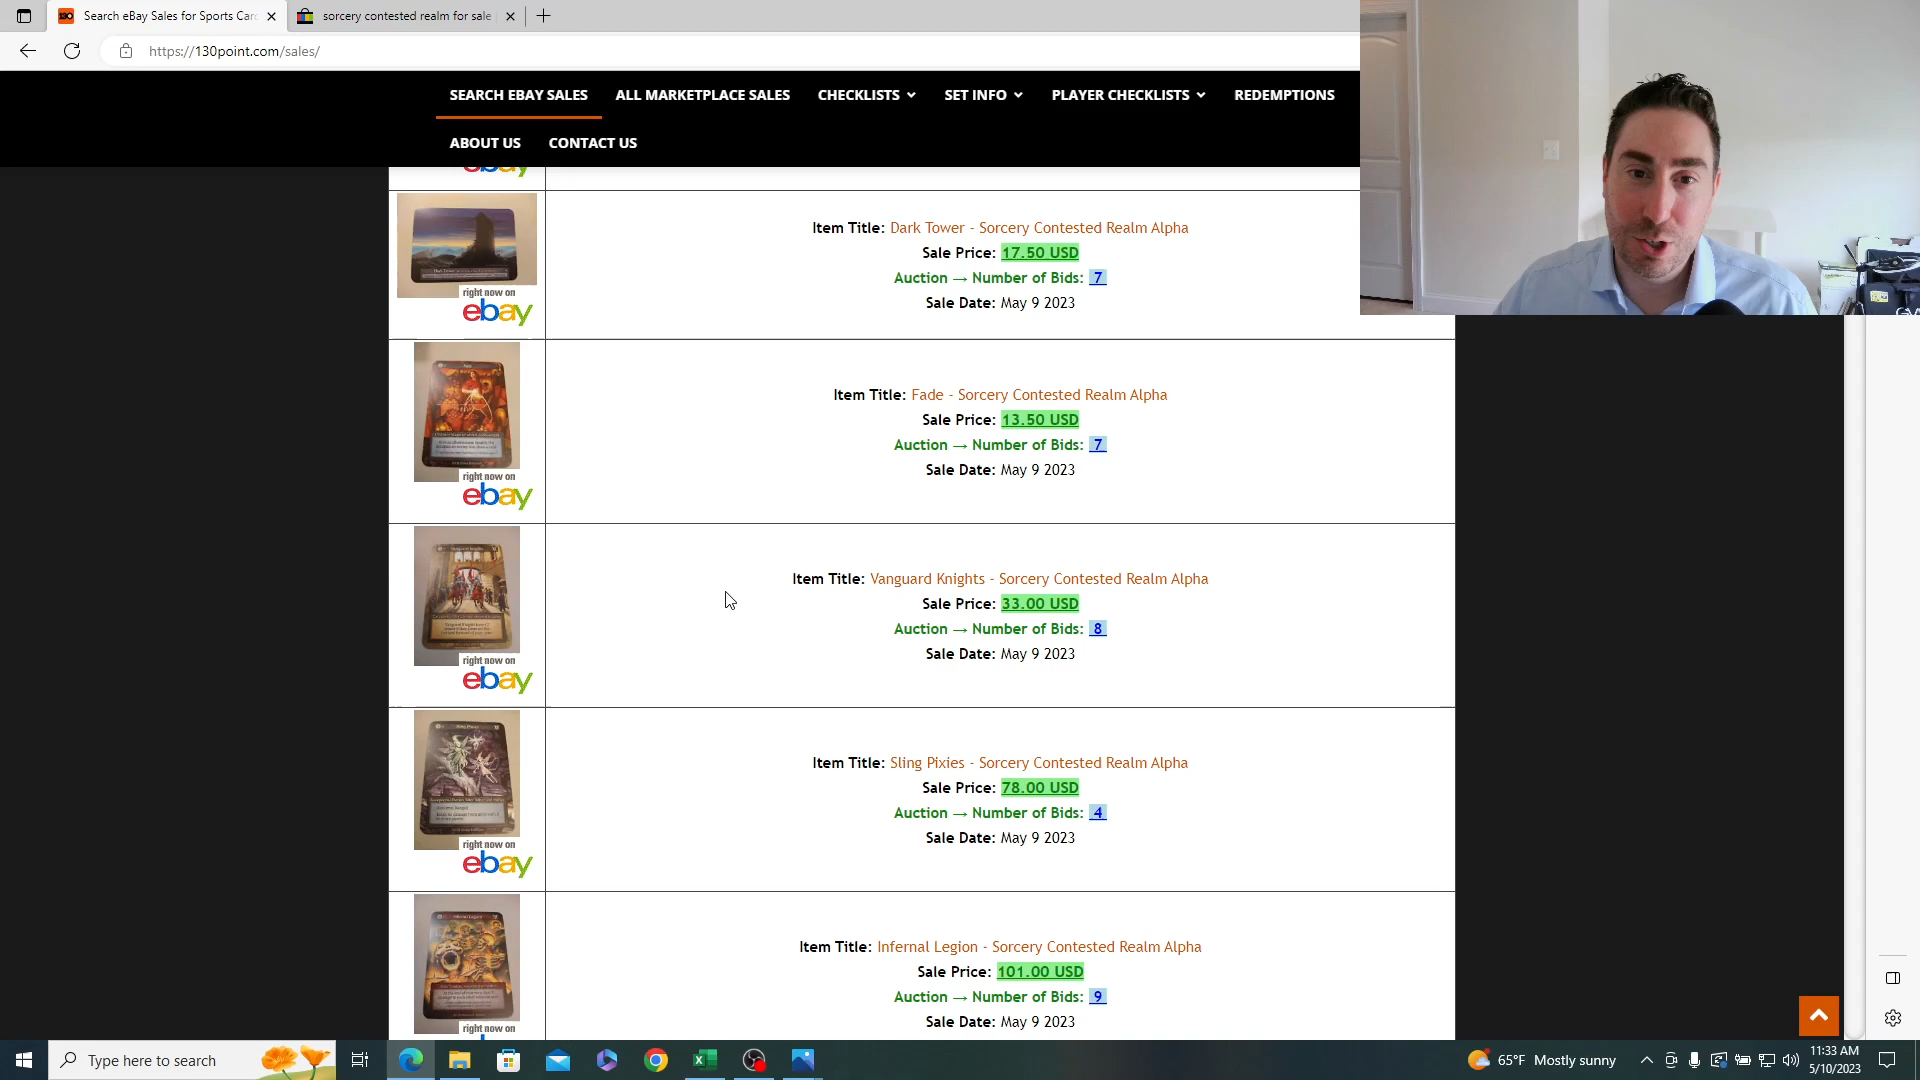 Search eBay Sales for Sports Car
sorcery contested realm for sale
https://130point.com/sales/
SEARCH EBAY SALES
ALL MARKETPLACE SALES
CHECKLISTS
SET INFO
PLAYER CHECKLISTS
REDEMPTIONS
ABOUT US
CONTACT US
ebay
Item Title: Dark Tower - Sorcery Contested Realm Alpha
Sale Price: 17.50 USD
Auction → Number of Bids: 7
Sale Date: May 9 2023
right now on
ebay
Item Title: Fade - Sorcery Contested Realm Alpha
Sale Price: 13.50 USD
Auction → Number of Bids: 7
Sale Date: May 9 2023
right now on
ebay
Item Title: Vanguard Knights - Sorcery Contested Realm Alpha
Sale Price: 33.00 USD
Auction → Number of Bids: 8
Sale Date: May 9 2023
right now on
ebay
Item Title: Sling Pixies - Sorcery Contested Realm Alpha
Sale Price: 78.00 USD
Auction → Number of Bids: 4
Sale Date: May 9 2023
right now on
ebay
Item Title: Infernal Legion - Sorcery Contested Realm Alpha
Sale Price: 101.00 USD
Auction → Number of Bids: 9
Sale Date: May 9 2023
right now on
Type here to search
65°F Mostly sunny
11:33 AM
5/10/2023